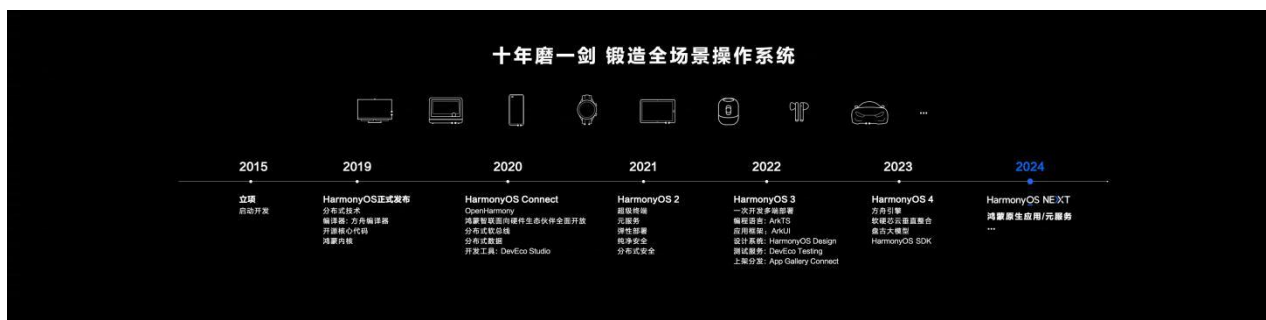 十年磨一剑 锻造全场景操作系统
...
2015
立项
启动开发
2019
HarmonyOS正式发布
分布式技术
编译器：方舟编译器
开源核心代码
鸿蒙内核
2020
HarmonyOS Connect
OpenHarmony
鸿蒙智联面向硬件生态伙伴全面开放
分布式软总线
分布式数据
开发工具：DevEco Studio
2021
HarmonyOS 2
超级终端
元服务
弹性部署
纯净安全
分布式安全
2022
HarmonyOS 3
一次开发多端部署
编程语言：ArkTS
应用框架：ArkUI
设计系统：HarmonyOS Design
测试服务：DevEco Testing
上架分发：App Gallery Connect
2023
HarmonyOS 4
方舟引擎
软硬芯云垂直整合
盘古大模型
HarmonyOS SDK
2024
HarmonyOS NEXT
鸿蒙原生应用/元服务
...